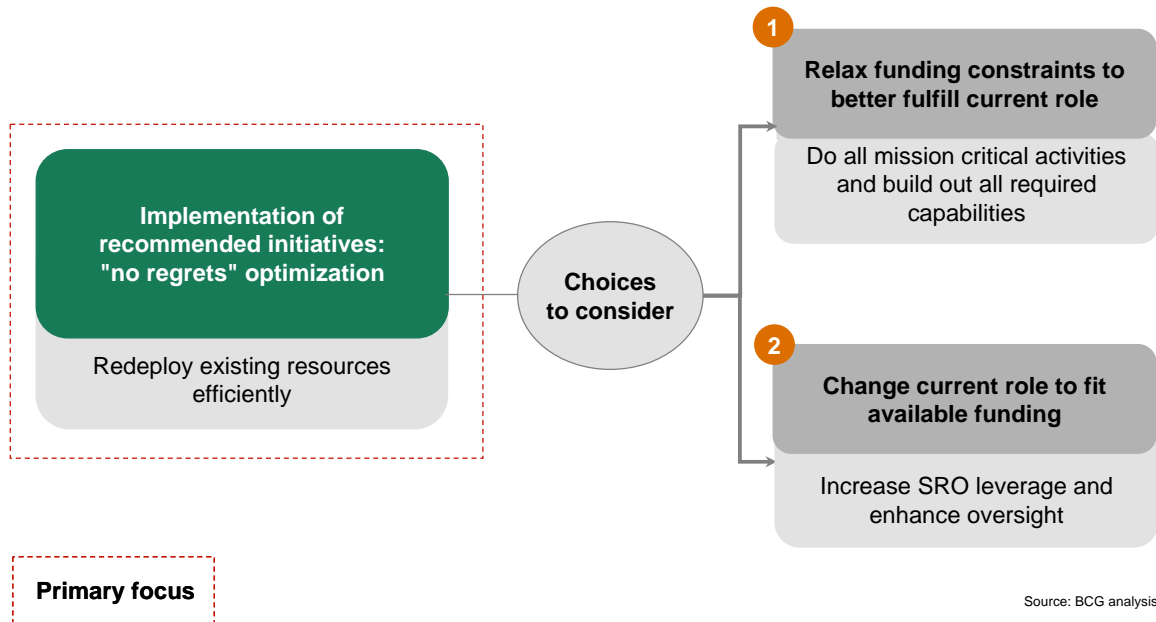 Implementation of
recommended initiatives:
"no regrets" optimization
Redeploy existing resources
efficiently
Choices
to consider
1
Relax funding constraints to
better fulfill current role
Do all mission critical activities
and build out all required
capabilities
2
Change current role to fit
available funding
Increase SRO leverage and
enhance oversight
Primary focus
Source: BCG analysis